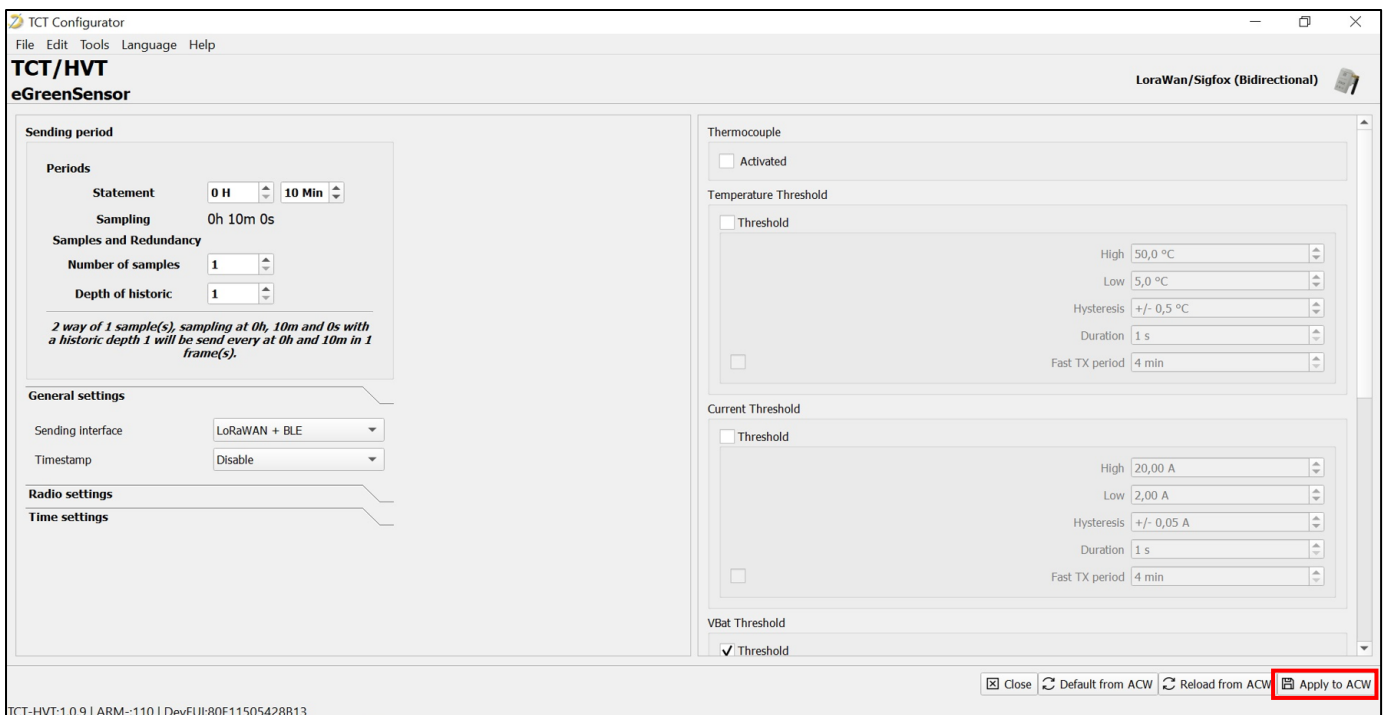 TCT Configurator
File Edit Tools Language Help
TCT/HVT
eGreenSensor
LoraWan/Sigfox (Bidirectional)
Sending period
Periods
Statement 0 H 10 Min
Sampling 0h 10m 0s
Samples and Redundancy
Number of samples 1
Depth of historic 1
2 way of 1 sample(s), sampling at 0h, 10m and 0s with
a historic depth 1 will be send every at 0h and 10m in 1
frame(s).
General settings
Sending interface LoRaWAN + BLE
Timestamp Disable
Radio settings
Time settings
Thermocouple
Activated
Temperature Threshold
Threshold
High 50,0 °C
Low 5,0 °C
Hysteresis +/- 0,5 °C
Duration 1 s
Fast TX period 4 min
Current Threshold
Threshold
High 20,00 A
Low 2,00 A
Hysteresis +/- 0,05 A
Duration 1 s
Fast TX period 4 min
VBat Threshold
Threshold
Close Default from ACW Reload from ACW Apply to ACW
TCT-HVT:1.0.9 | ARM-:110 | DevEUI:80E11505428B13